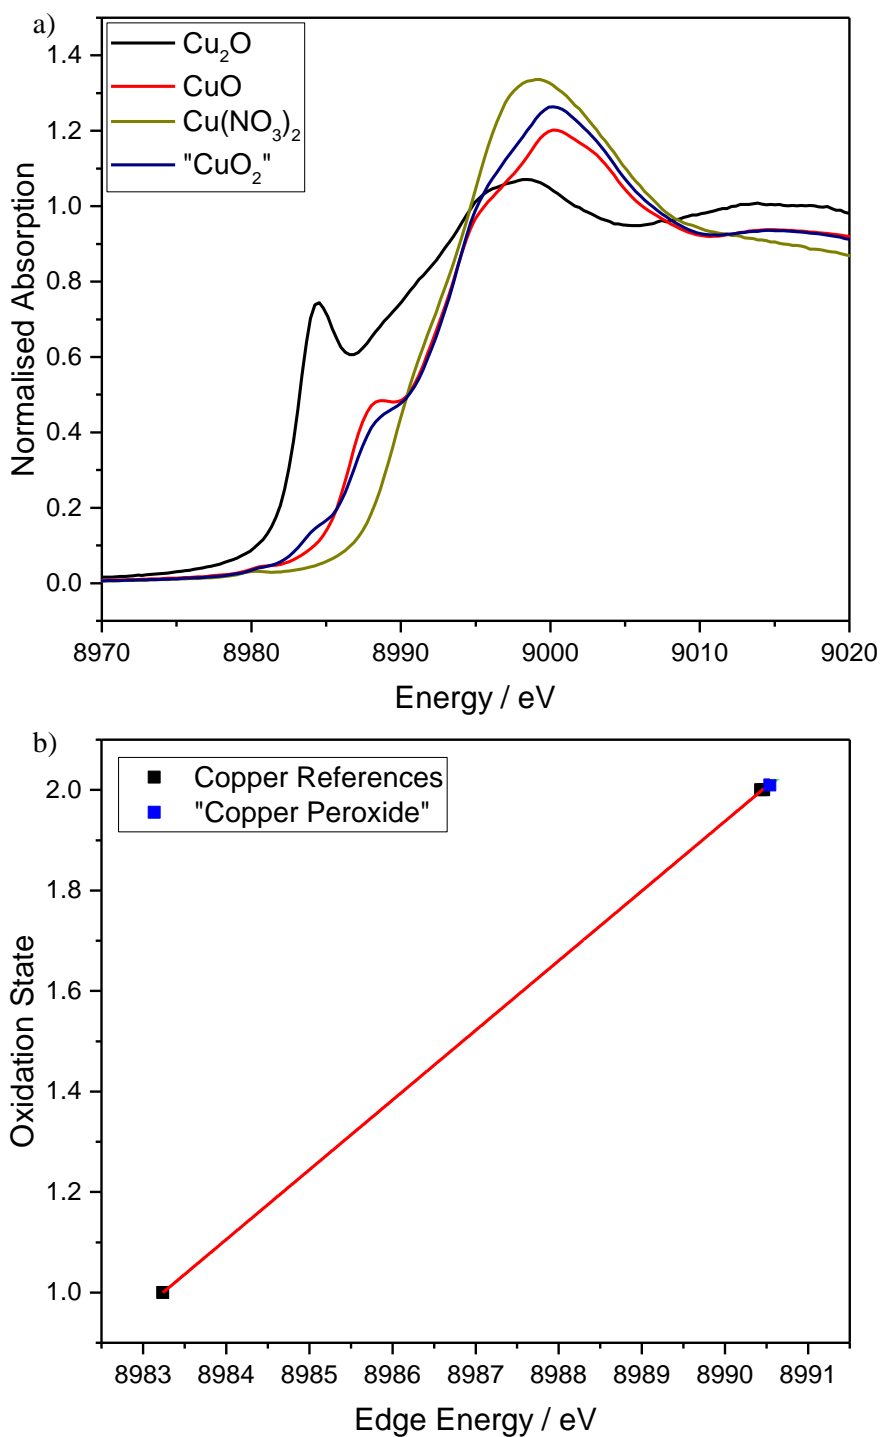 a)
Cu₂O
CuO
Cu(NO₃)₂
"CuO₂"
1.4
1.2
1.0
0.8
0.6
0.4
0.2
0.0
Normalised Absorption
8970 8980 8990 9000 9010 9020
Energy / eV
b)
Copper References
"Copper Peroxide"
2.0
1.8
1.6
1.4
1.2
1.0
Oxidation State
8983 8984 8985 8986 8987 8988 8989 8990 8991
Edge Energy / eV